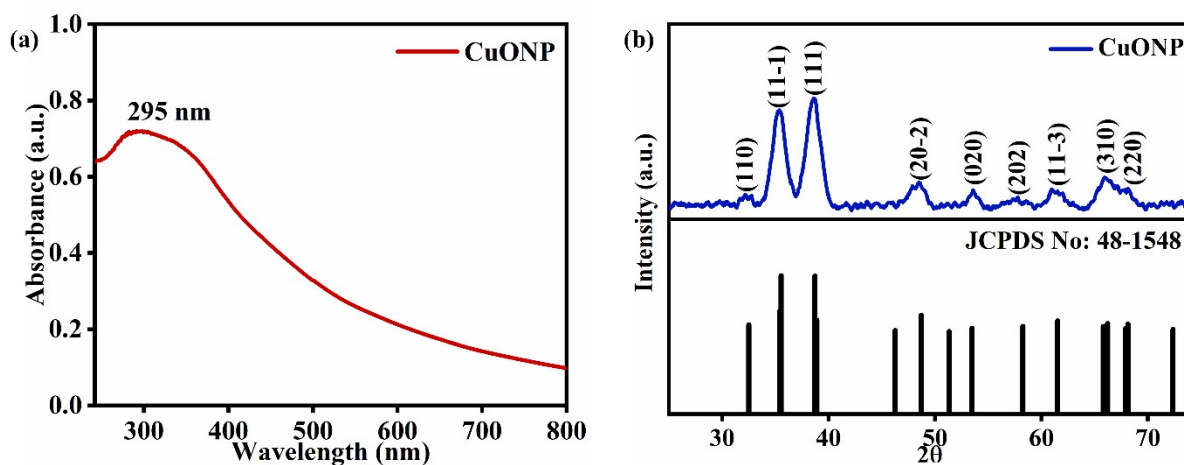 (a)
CuONP
295 nm
Absorbance (a.u.)
1.0
0.8
0.6
0.4
0.2
0.0
300 400 500 600 700 800
Wavelength (nm)
(b)
CuONP
(110)
(11-1)
(111)
(20-2)
(020)
(202)
(11-3)
(310)
(220)
Intensity (a.u.)
JCPDS No: 48-1548
30 40 50 60 70
2θ